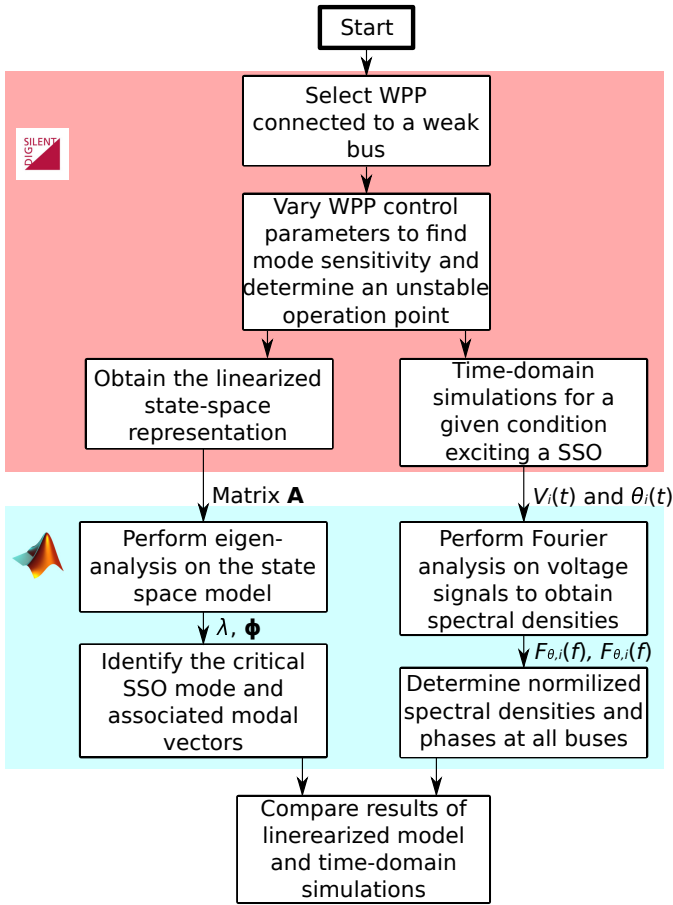 Start
Select WPP
connected to a weak
bus
DIG
SILENT
Vary WPP control
parameters to find
mode sensitivity and
determine an unstable
operation point
Obtain the linearized
state-space
representation
Time-domain
simulations for a
given condition
exciting a SSO
Matrix A
Vᵢ(t) and θᵢ(t)
Perform eigen-
analysis on the state
space model
Perform Fourier
analysis on voltage
signals to obtain
spectral densities
λ, ϕ
F_θ,i(f), F_θ,i(f)
Identify the critical
SSO mode and
associated modal
vectors
Determine normilized
spectral densities and
phases at all buses
Compare results of
linerearized model
and time-domain
simulations